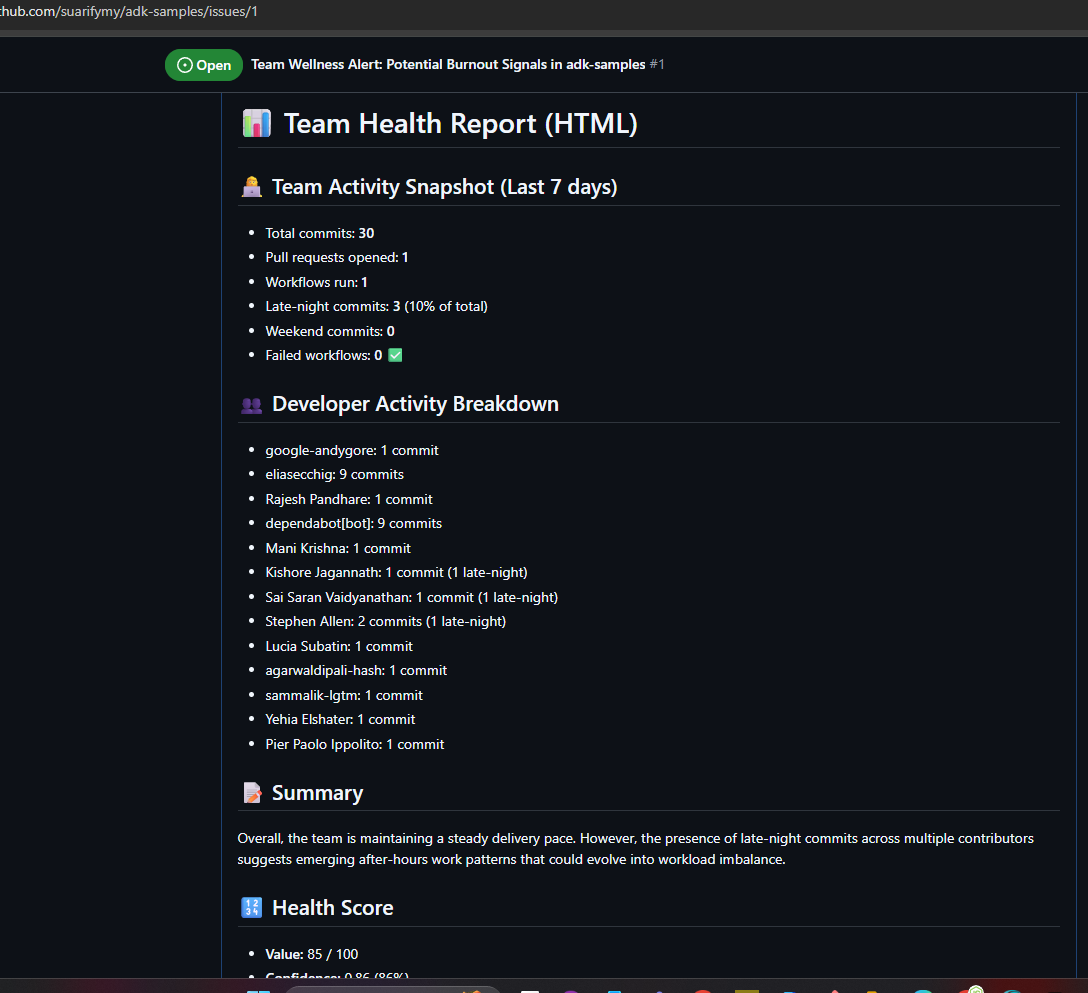 thub.com/suarifymy/adk-samples/issues/1
Open Team Wellness Alert: Potential Burnout Signals in adk-samples #1
Team Health Report (HTML)
Team Activity Snapshot (Last 7 days)
Total commits: 30
Pull requests opened: 1
Workflows run: 1
Late-night commits: 3 (10% of total)
Weekend commits: 0
Failed workflows: 0 ✅
Developer Activity Breakdown
google-andygore: 1 commit
eliasecchig: 9 commits
Rajesh Pandhare: 1 commit
dependabot[bot]: 9 commits
Mani Krishna: 1 commit
Kishore Jagannath: 1 commit (1 late-night)
Sai Saran Vaidyanathan: 1 commit (1 late-night)
Stephen Allen: 2 commits (1 late-night)
Lucia Subatin: 1 commit
agarwaldipali-hash: 1 commit
sammalik-lgtm: 1 commit
Yehia Elshater: 1 commit
Pier Paolo Ippolito: 1 commit
Summary
Overall, the team is maintaining a steady delivery pace. However, the presence of late-night commits across multiple contributors
suggests emerging after-hours work patterns that could evolve into workload imbalance.
Health Score
Value: 85 / 100
Confidence: 0.86 (86%)